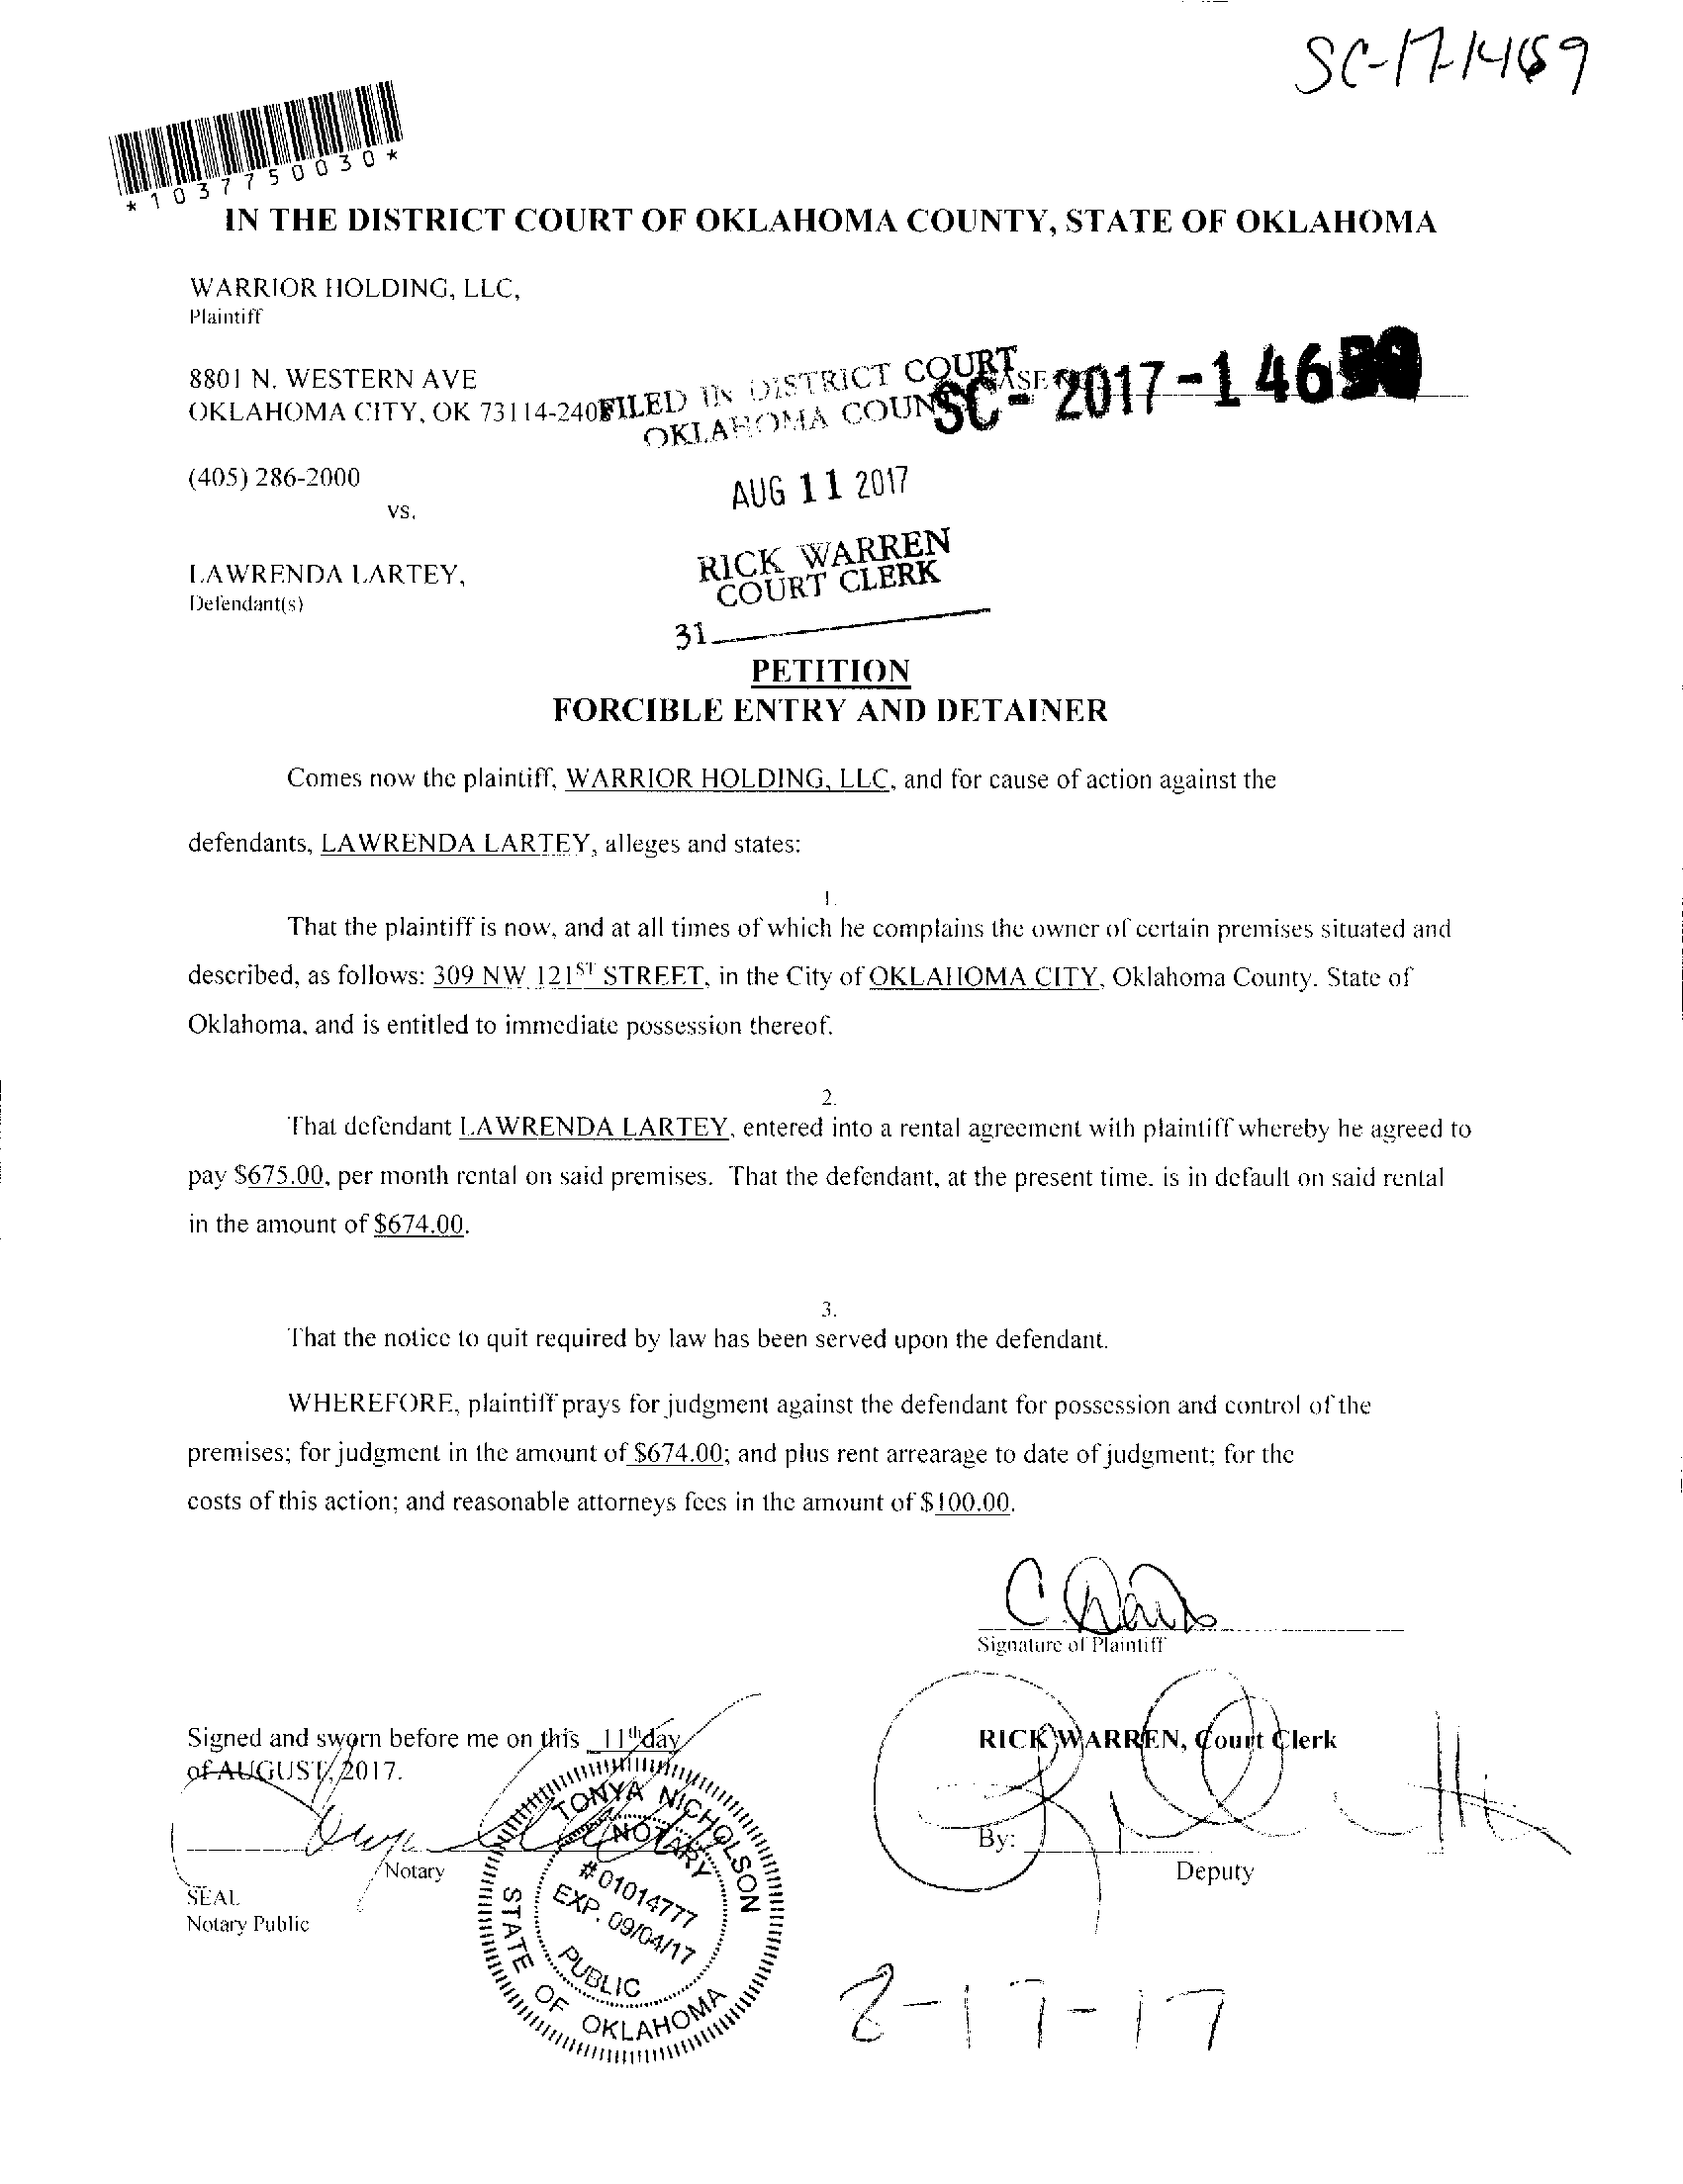 *1037750030*
IN THE DISTRICT COURT OF OKLAHOMA COUNTY, STATE OF OKLAHOMA
WARRIOR HOLDING, LLC,
Plaintiff
8801 N. WESTERN AVE
OKLAHOMA CITY, OK 73114-240
FILED IN DISTRICT COURT
OKLAHOMA COUN
SC- 2017-1
(405) 286-2000
vs.
AUG 11 2017
RICK WARREN
COURT CLERK
LAWRENDA LARTEY,
Defendant(s)
31
PETITION
FORCIBLE ENTRY AND DETAINER
Comes now the plaintiff, WARRIOR HOLDING, LLC, and for cause of action against the
defendants, LAWRENDA LARTEY, alleges and states:
1.
That the plaintiff is now, and at all times of which he complains the owner of certain premises situated and
described, as follows: 309 NW 121ST STREET, in the City of OKLAHOMA CITY, Oklahoma County, State of
Oklahoma, and is entitled to immediate possession thereof.
2.
That defendant LAWRENDA LARTEY, entered into a rental agreement with plaintiff whereby he agreed to
pay $675.00, per month rental on said premises. That the defendant, at the present time, is in default on said rental
in the amount of $674.00.
3.
That the notice to quit required by law has been served upon the defendant.
WHEREFORE, plaintiff prays for judgment against the defendant for possession and control of the
premises; for judgment in the amount of $674.00; and plus rent arrearage to date of judgment; for the
costs of this action; and reasonable attorneys fees in the amount of $100.00.
Signature of Plaintiff
Signed and sworn before me on this 11th day
of AUGUST, 2017.
RICK WARREN, Court Clerk
By:
Deputy
Notary
SEAL
Notary Public
TONYA NICHOLSON
NOTARY
#01014777
EXP. 09/04/17
PUBLIC
STATE OF OKLAHOMA
8-17-17